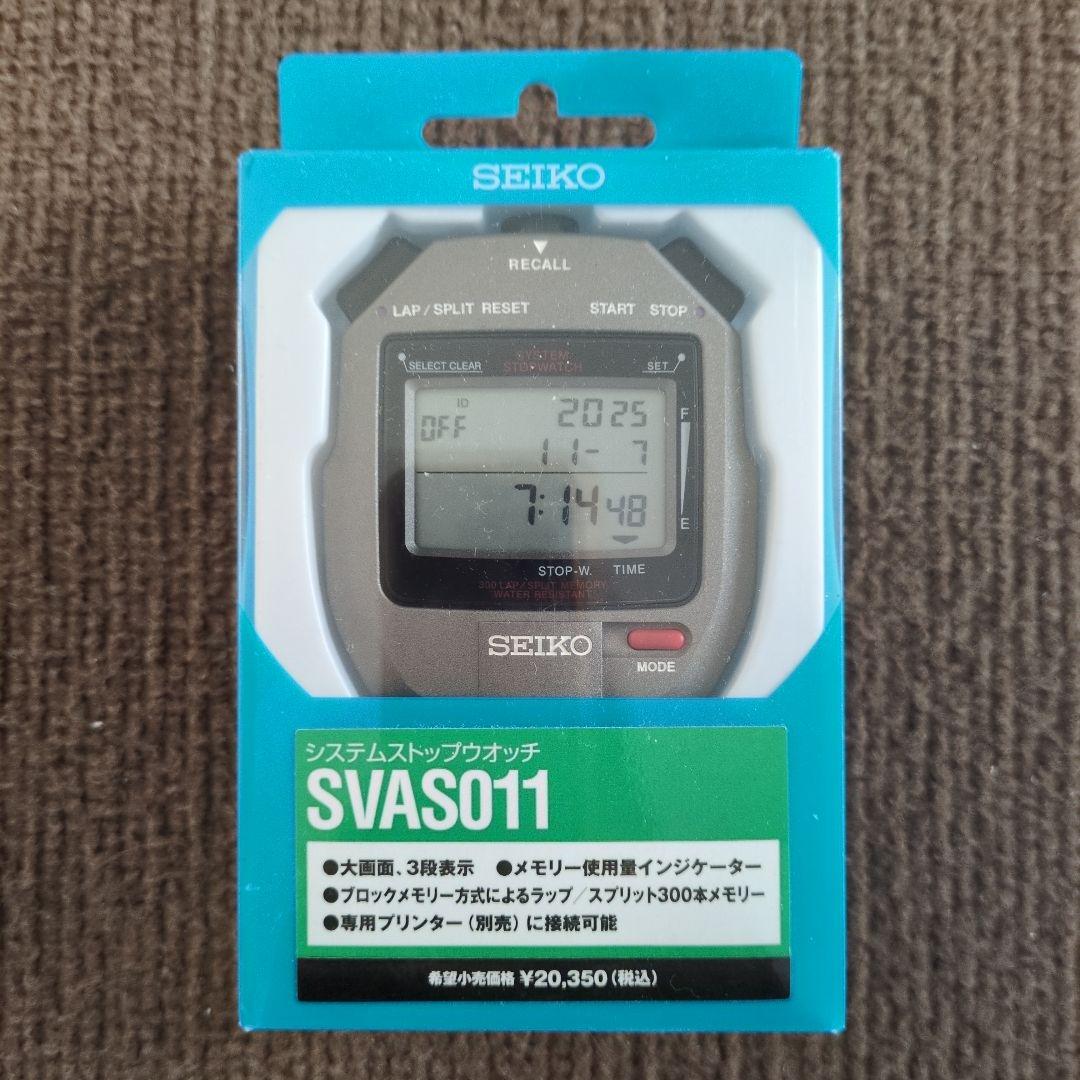 SEIKO
RECALL
LAP / SPLIT RESET START STOP
SYSTEM
STOPWATCH
SELECT CLEAR SET
ID
OFF 2025
11- 7
7:14 48
F
E
STOP-W. TIME
300 LAP/SPLIT MEMORY
WATER RESISTANT
SEIKO
MODE
システムストップウオッチ
SVAS011
●大画面、3段表示 ●メモリー使用量インジケーター
●ブロックメモリー方式によるラップ/スプリット300本メモリー
●専用プリンター(別売)に接続可能
希望小売価格 ¥20,350(税込)